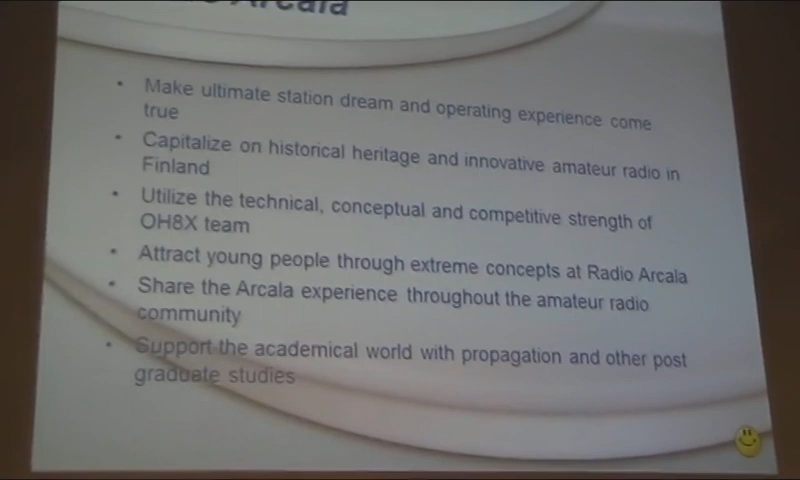 Arcala
• Make ultimate station dream and operating experience come
true
• Capitalize on historical heritage and innovative amateur radio in
Finland
• Utilize the technical, conceptual and competitive strength of
OH8X team
• Attract young people through extreme concepts at Radio Arcala
• Share the Arcala experience throughout the amateur radio
community
• Support the academical world with propagation and other post
graduate studies